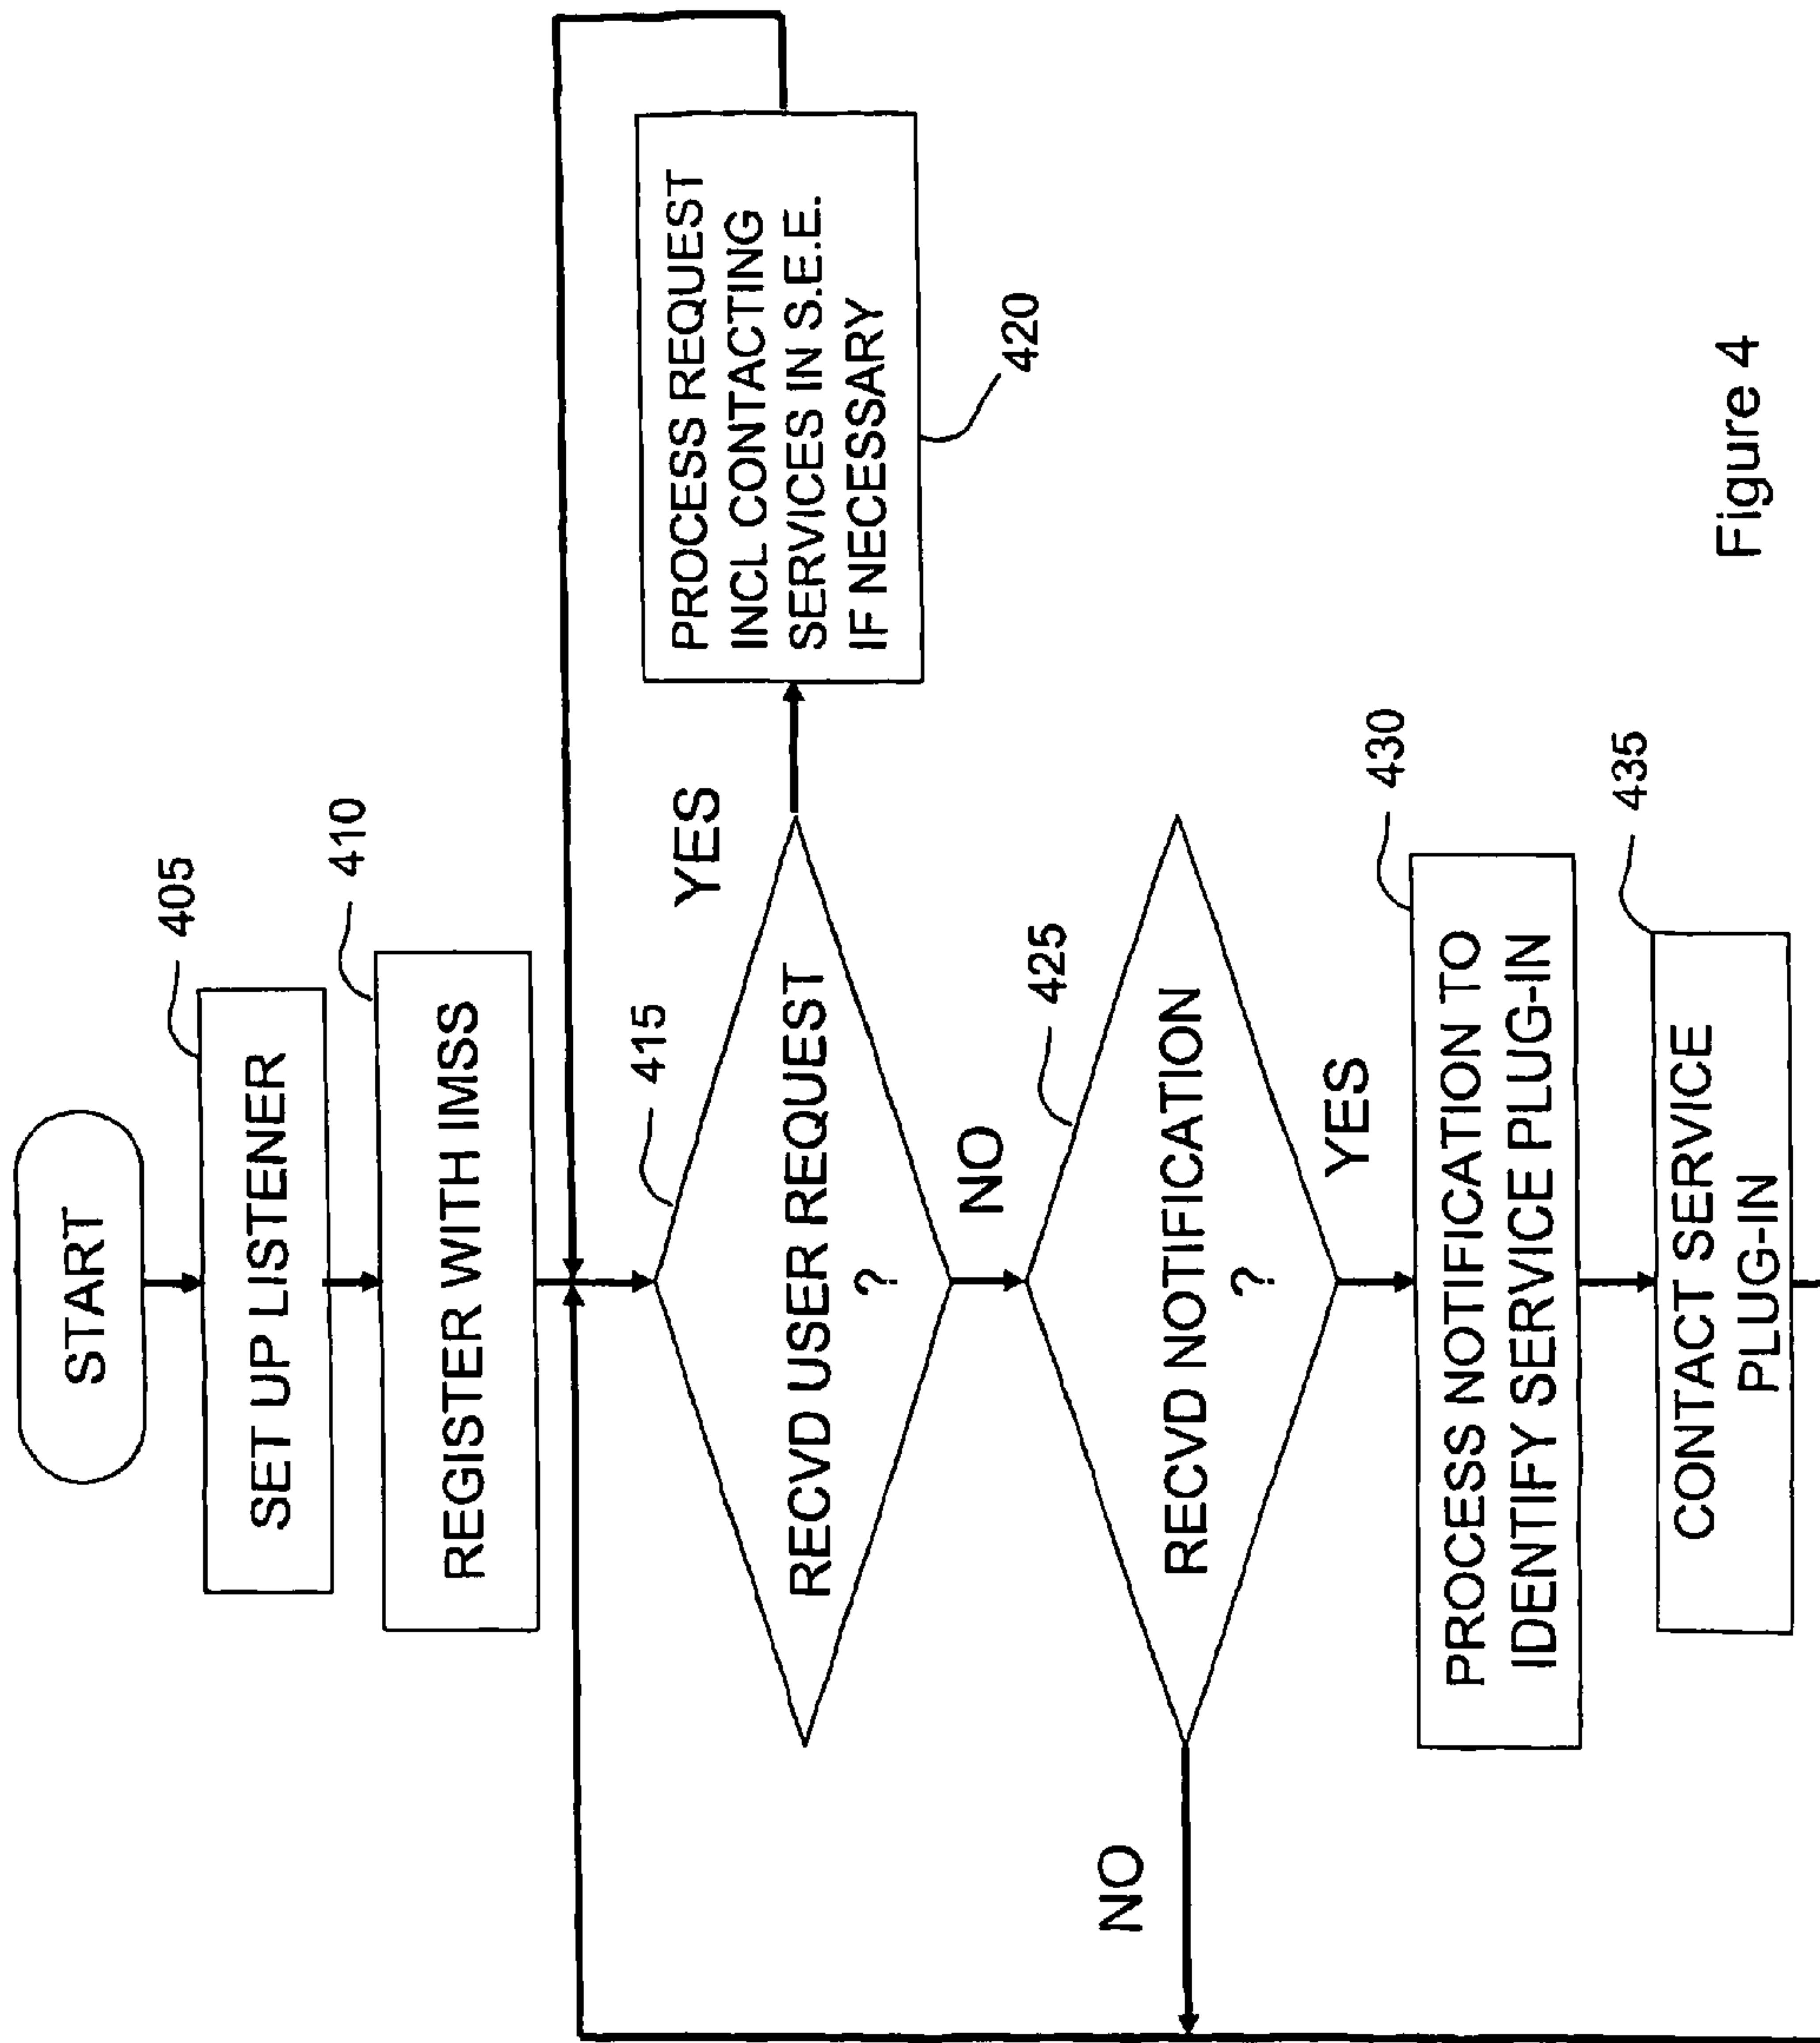 START
405
SET UP LISTENER
410
REGISTER WITH IMSS
415
RECVD USER REQUEST
?
YES
PROCESS REQUEST
INCL CONTACTING
SERVICES IN S.E.E.
IF NECESSARY
420
NO
425
RECVD NOTIFICATION
?
NO
YES
430
PROCESS NOTIFICATION TO
IDENTIFY SERVICE PLUG-IN
435
CONTACT SERVICE
PLUG-IN
Figure 4